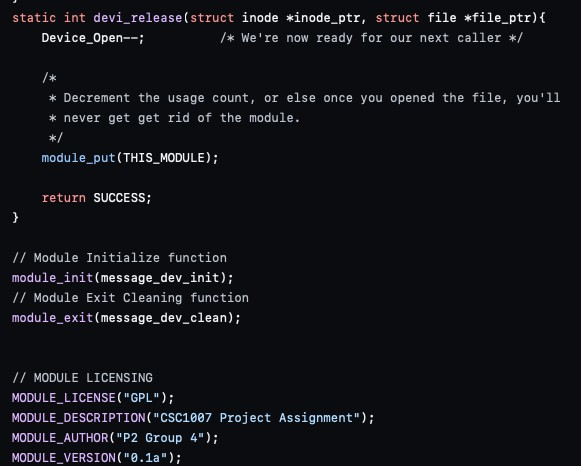 }
static int devi_release(struct inode *inode_ptr, struct file *file_ptr){
    Device_Open--;          /* We're now ready for our next caller */
    /*
     * Decrement the usage count, or else once you opened the file, you'll
     * never get get rid of the module.
     */
    module_put(THIS_MODULE);
    return SUCCESS;
}
// Module Initialize function
module_init(message_dev_init);
// Module Exit Cleaning function
module_exit(message_dev_clean);
// MODULE LICENSING
MODULE_LICENSE("GPL");
MODULE_DESCRIPTION("CSC1007 Project Assignment");
MODULE_AUTHOR("P2 Group 4");
MODULE_VERSION("0.1a");